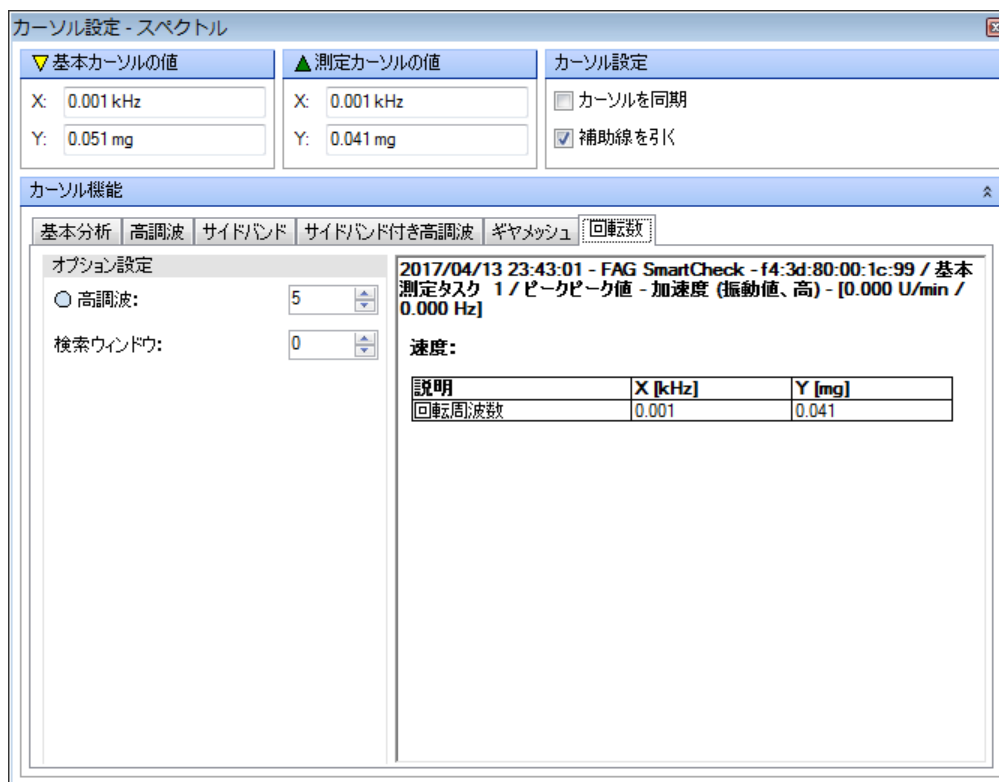 カーソル設定 - スペクトル
基本カーソルの値
X: 0.001 kHz
Y: 0.051 mg
測定カーソルの値
X: 0.001 kHz
Y: 0.041 mg
カーソル設定
カーソルを同期
補助線を引く
カーソル機能
基本分析 高調波 サイドバンド サイドバンド付き高調波 ギヤメッシュ 回転数
オプション設定
高調波: 5
検索ウィンドウ: 0
2017/04/13 23:43:01 - FAG SmartCheck - f4:3d:80:00:1c:99 / 基本
測定タスク 1 / ピークピーク値 - 加速度 (振動値、高) - [0.000 U/min /
0.000 Hz]
速度:
説明 X [kHz] Y [mg]
回転周波数 0.001 0.041